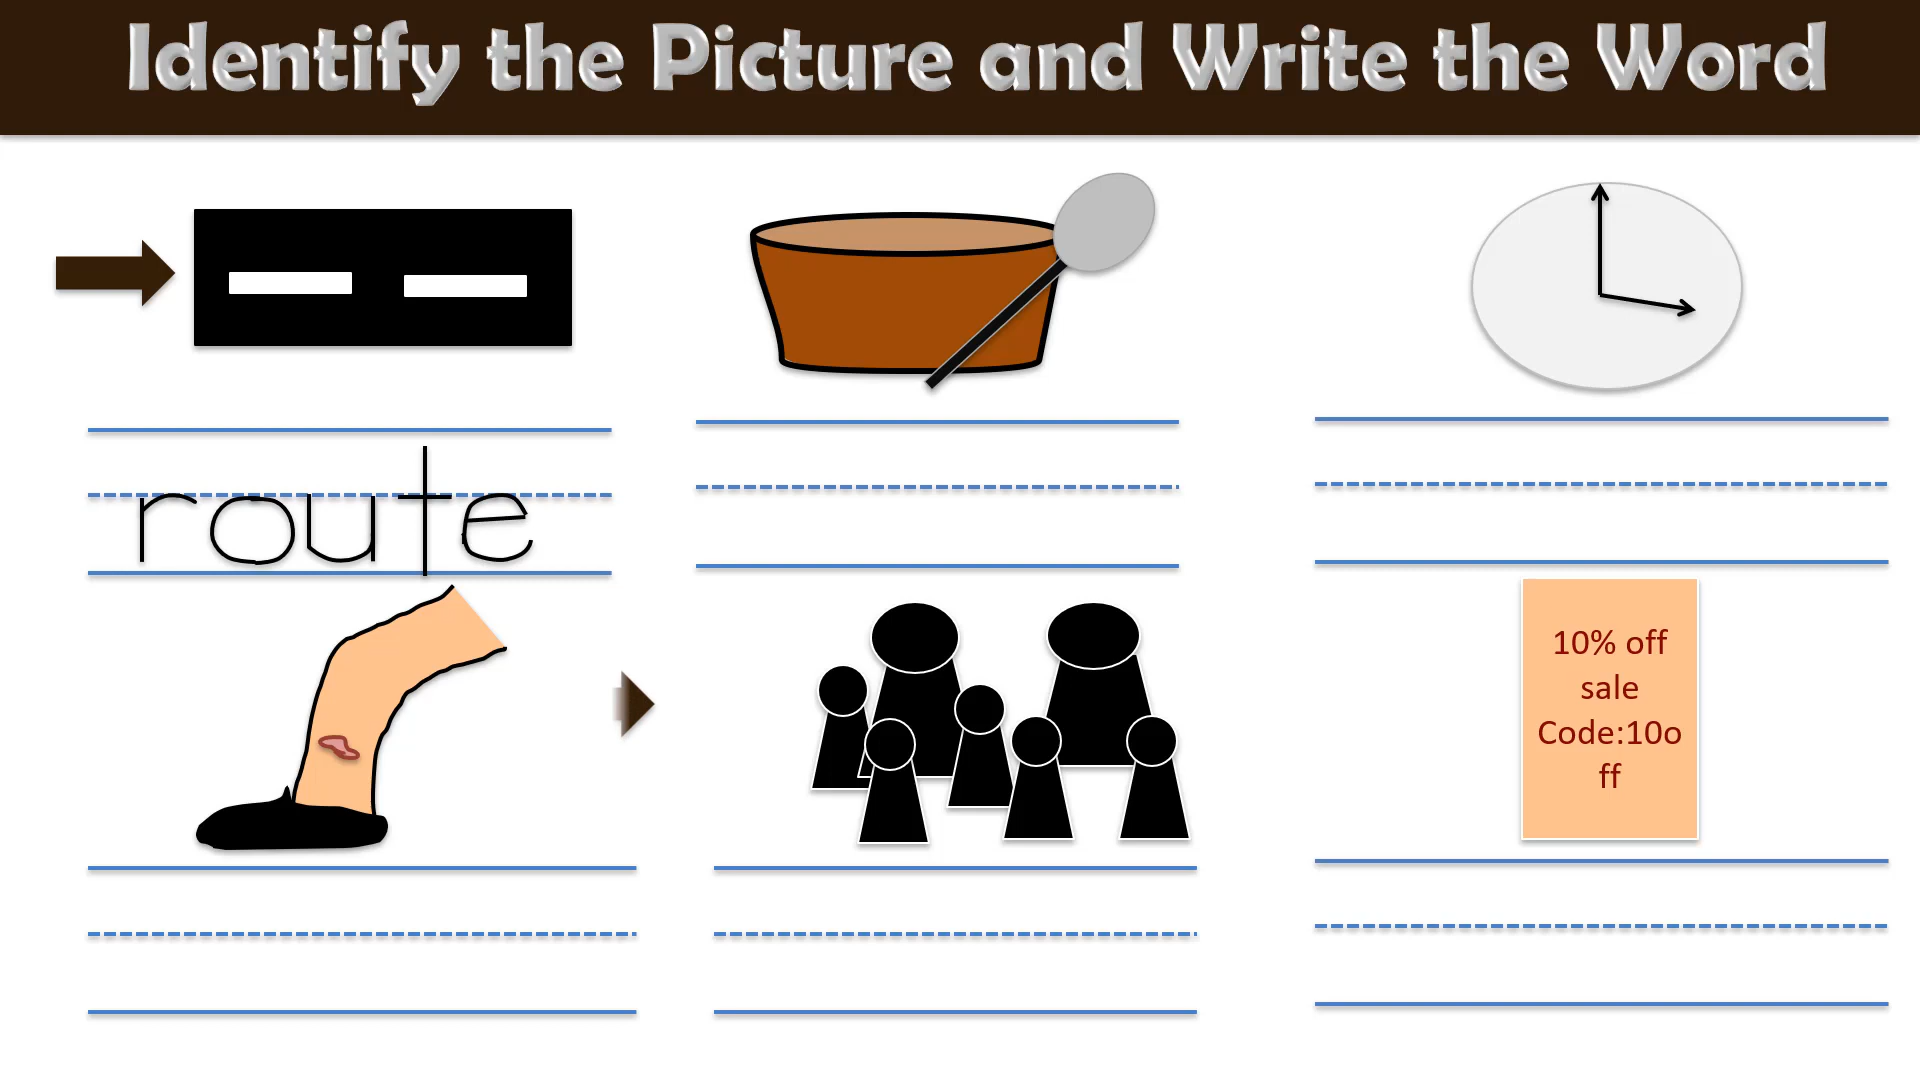 Identify the Picture and Write the Word
route
10% off
sale
Code:10o
ff